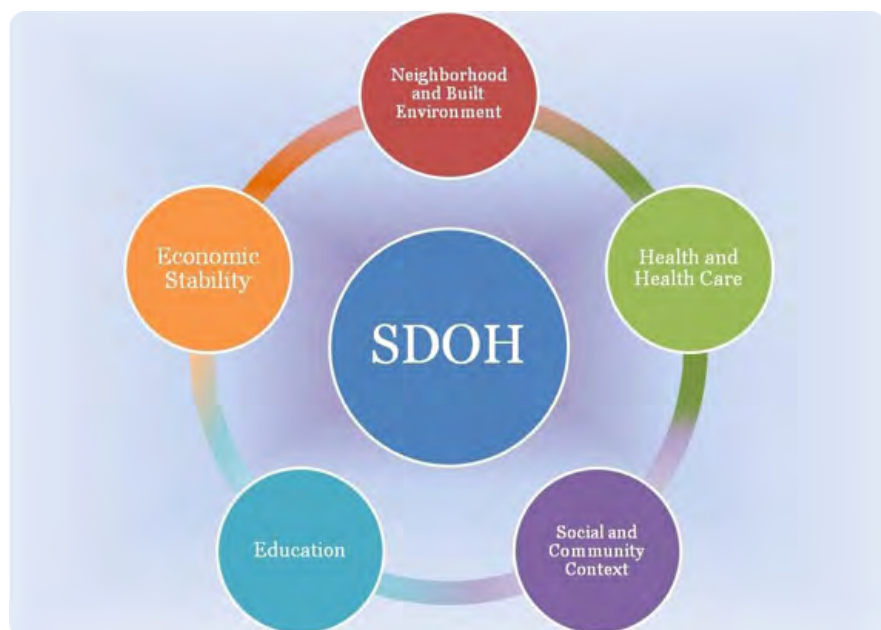 Neighborhood
and Built
Environment
Economic
Stability
Health and
Health Care
SDOH
Education
Social and
Community
Context